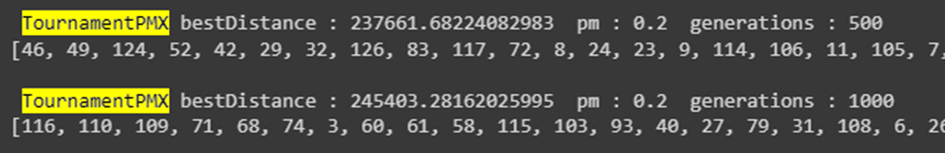 TournamentPMX bestDistance : 237661.68224082983 pm : 0.2 generations : 500
[46, 49, 124, 52, 42, 29, 32, 126, 83, 117, 72, 8, 24, 23, 9, 114, 106, 11, 105, 7,
TournamentPMX bestDistance : 245403.28162025995 pm : 0.2 generations : 1000
[116, 110, 109, 71, 68, 74, 3, 60, 61, 58, 115, 103, 93, 40, 27, 79, 31, 108, 6, 26